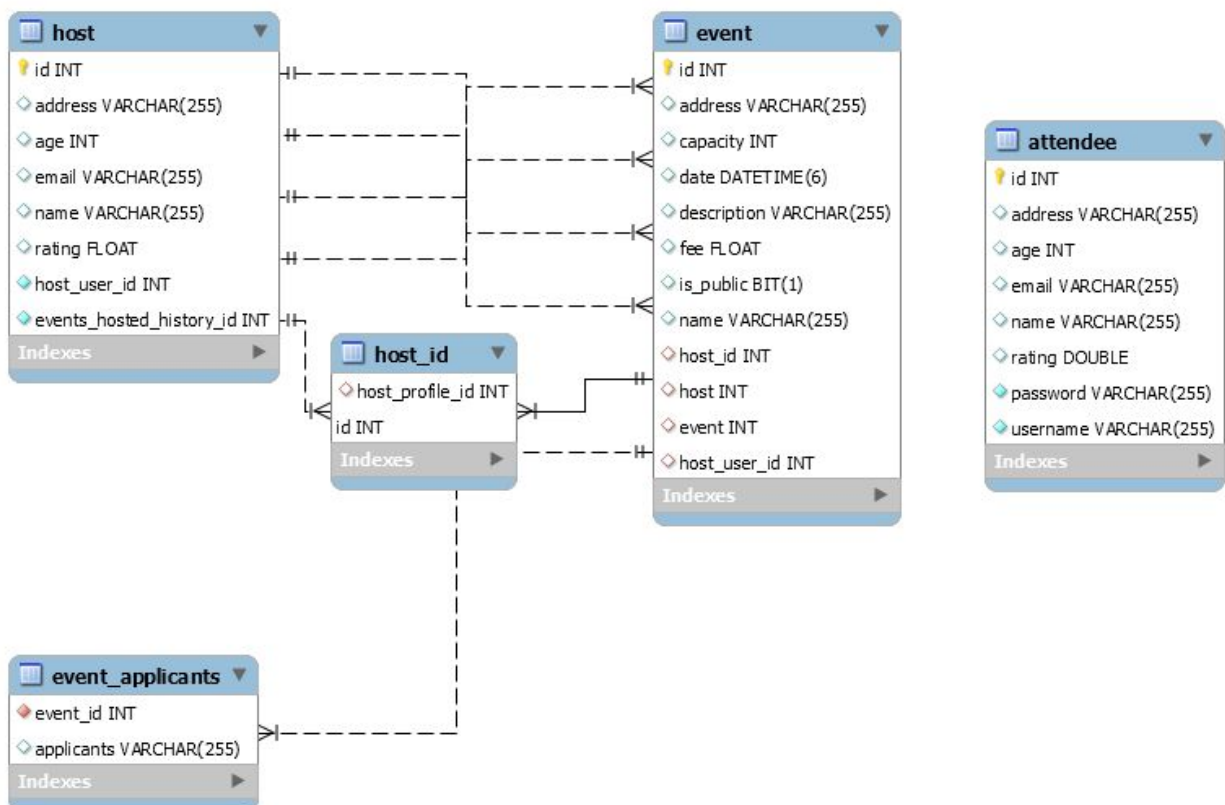 host
id INT
address VARCHAR(255)
age INT
email VARCHAR(255)
name VARCHAR(255)
rating FLOAT
host_user_id INT
events_hosted_history_id INT
Indexes
host_id
host_profile_id INT
id INT
Indexes
event
id INT
address VARCHAR(255)
capacity INT
date DATETIME(6)
description VARCHAR(255)
fee FLOAT
is_public BIT(1)
name VARCHAR(255)
host_id INT
host INT
event INT
host_user_id INT
Indexes
attendee
id INT
address VARCHAR(255)
age INT
email VARCHAR(255)
name VARCHAR(255)
rating DOUBLE
password VARCHAR(255)
username VARCHAR(255)
Indexes
event_applicants
event_id INT
applicants VARCHAR(255)
Indexes